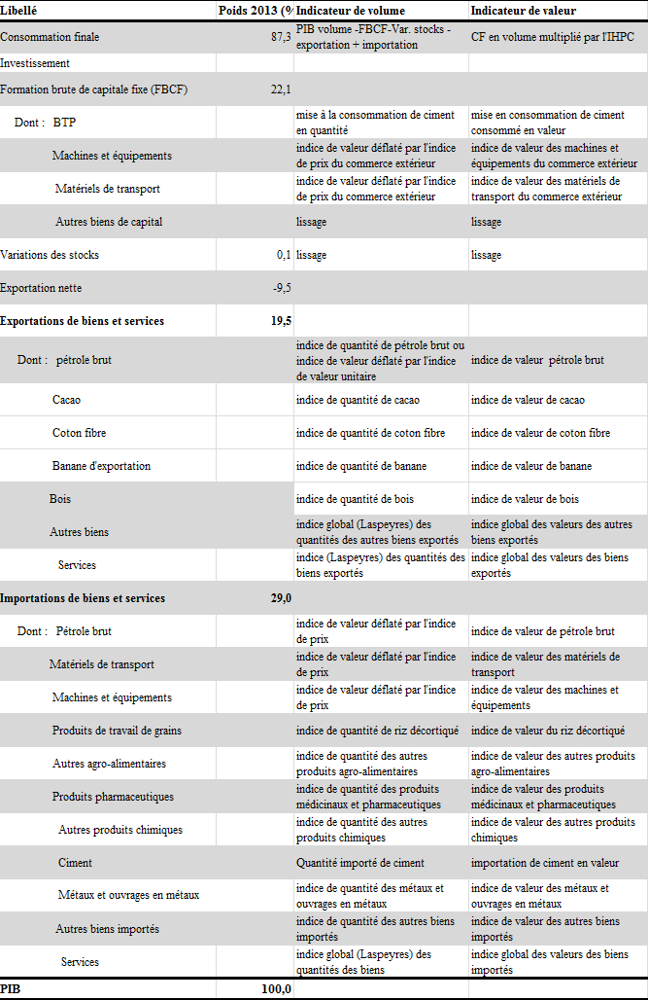 Libellé Poids 2013 (% Indicateur de volume Indicateur de valeur
Consommation finale 87,3 PIB volume -FBCF-Var. stocks - exportation + importation CF en volume multiplié par l'IHPC
Investissement
Formation brute de capitale fixe (FBCF) 22,1
Dont : BTP mise à la consommation de ciment en quantité mise en consommation de ciment consommé en valeur
Machines et équipements indice de valeur déflaté par l'indice de prix du commerce extérieur indice de valeur des machines et équipements du commerce extérieur
Matériels de transport indice de valeur déflaté par l'indice de prix du commerce extérieur indice de valeur des matériels de transport du commerce extérieur
Autres biens de capital lissage lissage
Variations des stocks 0,1 lissage lissage
Exportation nette -9,5
Exportations de biens et services 19,5
Dont : pétrole brut indice de quantité de pétrole brut ou indice de valeur déflaté par l'indice de valeur unitaire indice de valeur pétrole brut
Cacao indice de quantité de cacao indice de valeur de cacao
Coton fibre indice de quantité de coton fibre indice de valeur de coton fibre
Banane d'exportation indice de quantité de banane indice de valeur de banane
Bois indice de quantité de bois indice de valeur de bois
Autres biens indice global (Laspeyres) des quantités des autres biens exportés indice global des valeurs des autres biens exportés
Services indice (Laspeyres) des quantités des biens exportés indice global des valeurs des biens exportés
Importations de biens et services 29,0
Dont : Pétrole brut indice de valeur déflaté par l'indice de prix indice de valeur de pétrole brut
Matériels de transport indice de valeur déflaté par l'indice de prix indice de valeur des matériels de transport
Machines et équipements indice de valeur déflaté par l'indice de prix indice de valeur des machines et équipements
Produits de travail de grains indice de quantité de riz décortiqué indice de valeur du riz décortiqué
Autres agro-alimentaires indice de quantité des autres produits agro-alimentaires indice de valeur des autres produits agro-alimentaires
Produits pharmaceutiques indice de quantité des produits médicinaux et pharmaceutiques indice de valeur des produits médicinaux et pharmaceutiques
Autres produits chimiques indice de quantité des autres produits chimiques indice de valeur des autres produits chimiques
Ciment Quantité importé de ciment importation de ciment en valeur
Métaux et ouvrages en métaux indice de quantité des métaux et ouvrages en métaux indice de valeur des métaux et ouvrages en métaux
Autres biens importés indice de quantité des autres biens importés indice de valeur des autres biens importés
Services indice global (Laspeyres) des quantités des biens indice global des valeurs des biens importés
PIB 100,0